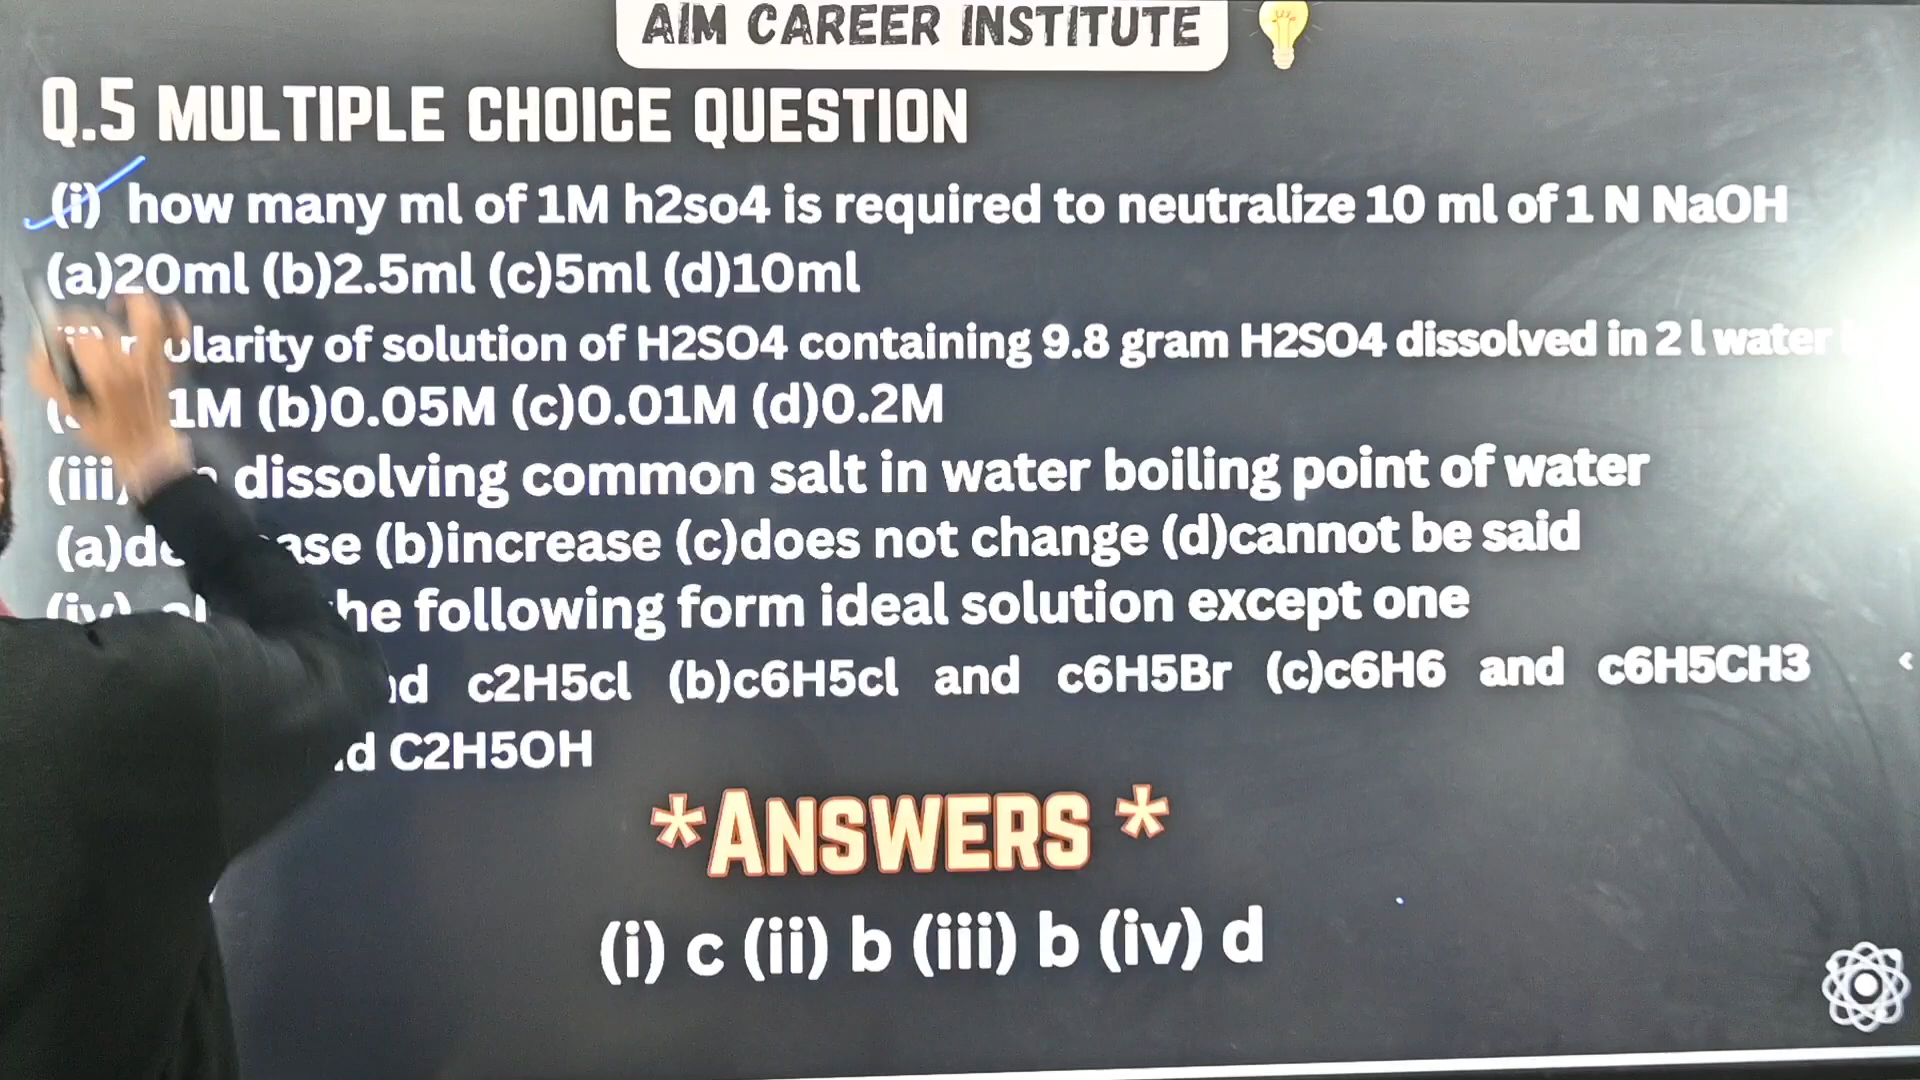 AIM CAREER INSTITUTE
Q.5 MULTIPLE CHOICE QUESTION
(i) how many ml of 1M h2so4 is required to neutralize 10 ml of 1 N NaOH
(a)20ml (b)2.5ml (c)5ml (d)10ml
of solution of H2SO4 containing 9.8 gram H2SO4 dissolved in 2 l water
1M (b)0.05M (c)0.01M (d)0.2M
(iii) dissolving common salt in water boiling point of water
(b)increase (c)does not change (d)cannot be said
(iv) following form ideal solution except one
c2H5cl (b)c6H5cl and c6H5Br (c)c6H6 and c6H5CH3
C2H5OH
*ANSWERS *
(i) c (ii) b (iii) b (iv) d